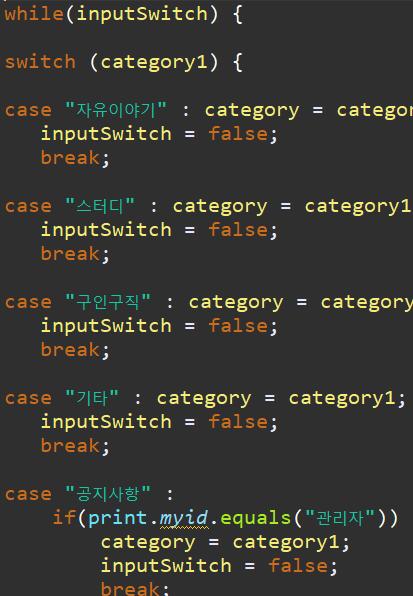 while(inputSwitch) {
switch (category1) {
case "자유이야기" : category = categor
inputSwitch = false;
break;
case "스터디" : category = category1
inputSwitch = false;
break;
case "구인구직" : category = category
inputSwitch = false;
break;
case "기타" : category = category1;
inputSwitch = false;
break;
case "공지사항" :
if(print.myid.equals("관리자"))
category = category1;
inputSwitch = false;
break;